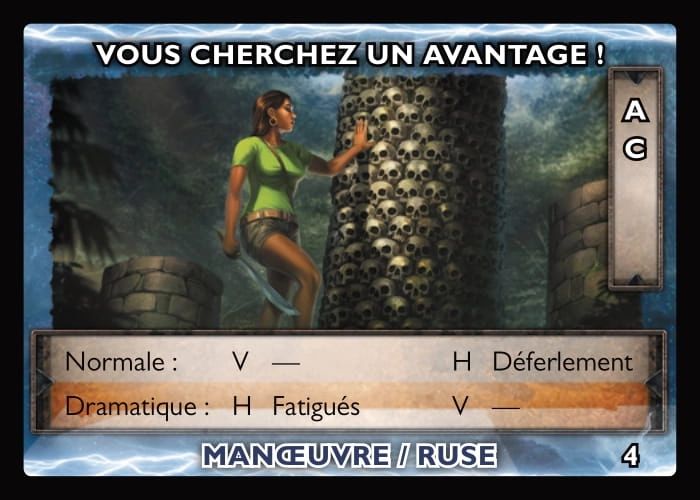 VOUS CHERCHEZ UN AVANTAGE !
A
C
Normale : V — H Déferlement
Dramatique : H Fatigués V —
MANŒUVRE / RUSE 4